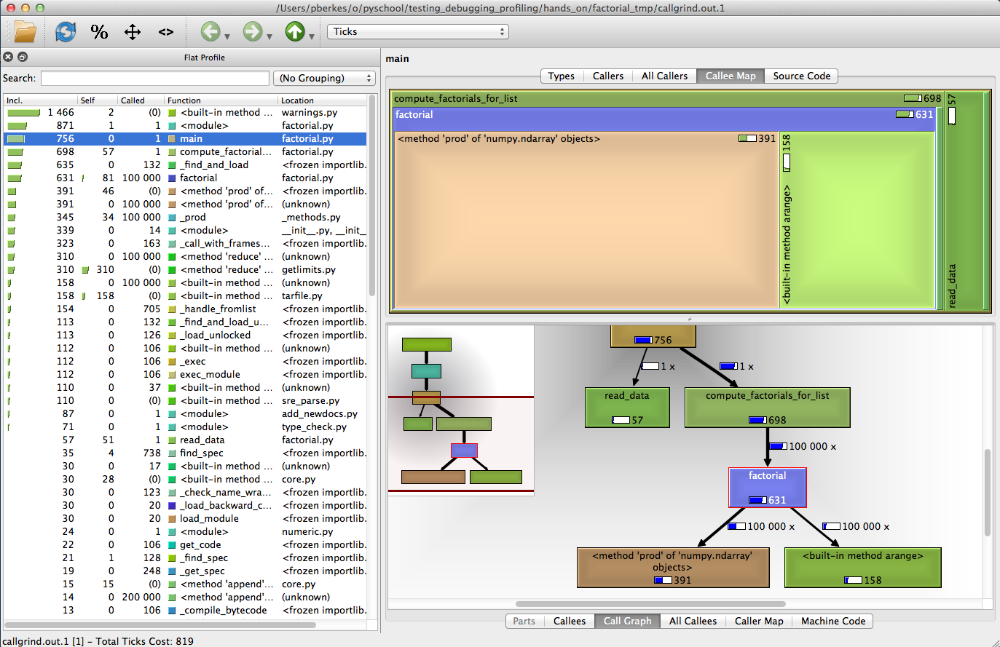 /Users/pberkes/o/pyschool/testing_debugging_profiling/hands_on/factorial_tmp/callgrind.out.1
% <> Ticks
Flat Profile
Search: (No Grouping)
Incl. Self Called Function Location
1 466 2 (0) <built-in method ... warnings.py
871 1 1 <module> factorial.py
756 0 1 main factorial.py
698 57 1 compute_factorial... factorial.py
635 0 132 _find_and_load <frozen importlib.
631 81 100 000 factorial factorial.py
391 46 (0) <method 'prod' of... <frozen importlib.
391 0 100 000 <method 'prod' of... (unknown)
345 34 100 000 _prod _methods.py
339 0 14 <module> __init__.py, __init_
323 0 163 _call_with_frames... <frozen importlib.
310 0 100 000 <method 'reduce' ... (unknown)
310 310 (0) <method 'reduce' ... getlimits.py
158 0 100 000 <built-in method ... (unknown)
158 158 (0) <built-in method ... tarfile.py
154 0 705 _handle_fromlist <frozen importlib.
113 0 132 _find_and_load_u... <frozen importlib.
113 0 126 _load_unlocked <frozen importlib.
112 0 106 <built-in method ... (unknown)
112 0 106 _exec <frozen importlib.
112 0 106 exec_module <frozen importlib.
110 0 37 <built-in method ... (unknown)
110 0 (0) <built-in method ... sre_parse.py
87 0 1 <module> add_newdocs.py
71 0 1 <module> type_check.py
57 51 1 read_data factorial.py
35 4 738 find_spec <frozen importlib.
30 0 17 <built-in method ... (unknown)
30 28 (0) <built-in method ... core.py
30 0 123 _check_name_wra... <frozen importlib.
30 0 20 _load_backward_c... <frozen importlib.
30 0 20 load_module <frozen importlib.
24 0 1 <module> numeric.py
22 0 106 get_code <frozen importlib.
21 1 128 _find_spec <frozen importlib.
19 0 248 _get_spec <frozen importlib.
15 15 (0) <method 'append'... core.py
14 0 200 000 <method 'append'... (unknown)
13 0 106 _compile_bytecode <frozen importlib.
callgrind.out.1 [1] - Total Ticks Cost: 819
main
Types Callers All Callers Callee Map Source Code
compute_factorials_for_list 698
factorial 631
<method 'prod' of 'numpy.ndarray' objects> 391
<built-in method arange> 158
read_data 57
756
1 x 1 x
read_data
57
compute_factorials_for_list
698
100 000 x
factorial
631
100 000 x 100 000 x
<method 'prod' of 'numpy.ndarray'
objects>
391
<built-in method arange>
158
Parts Callees Call Graph All Callees Caller Map Machine Code